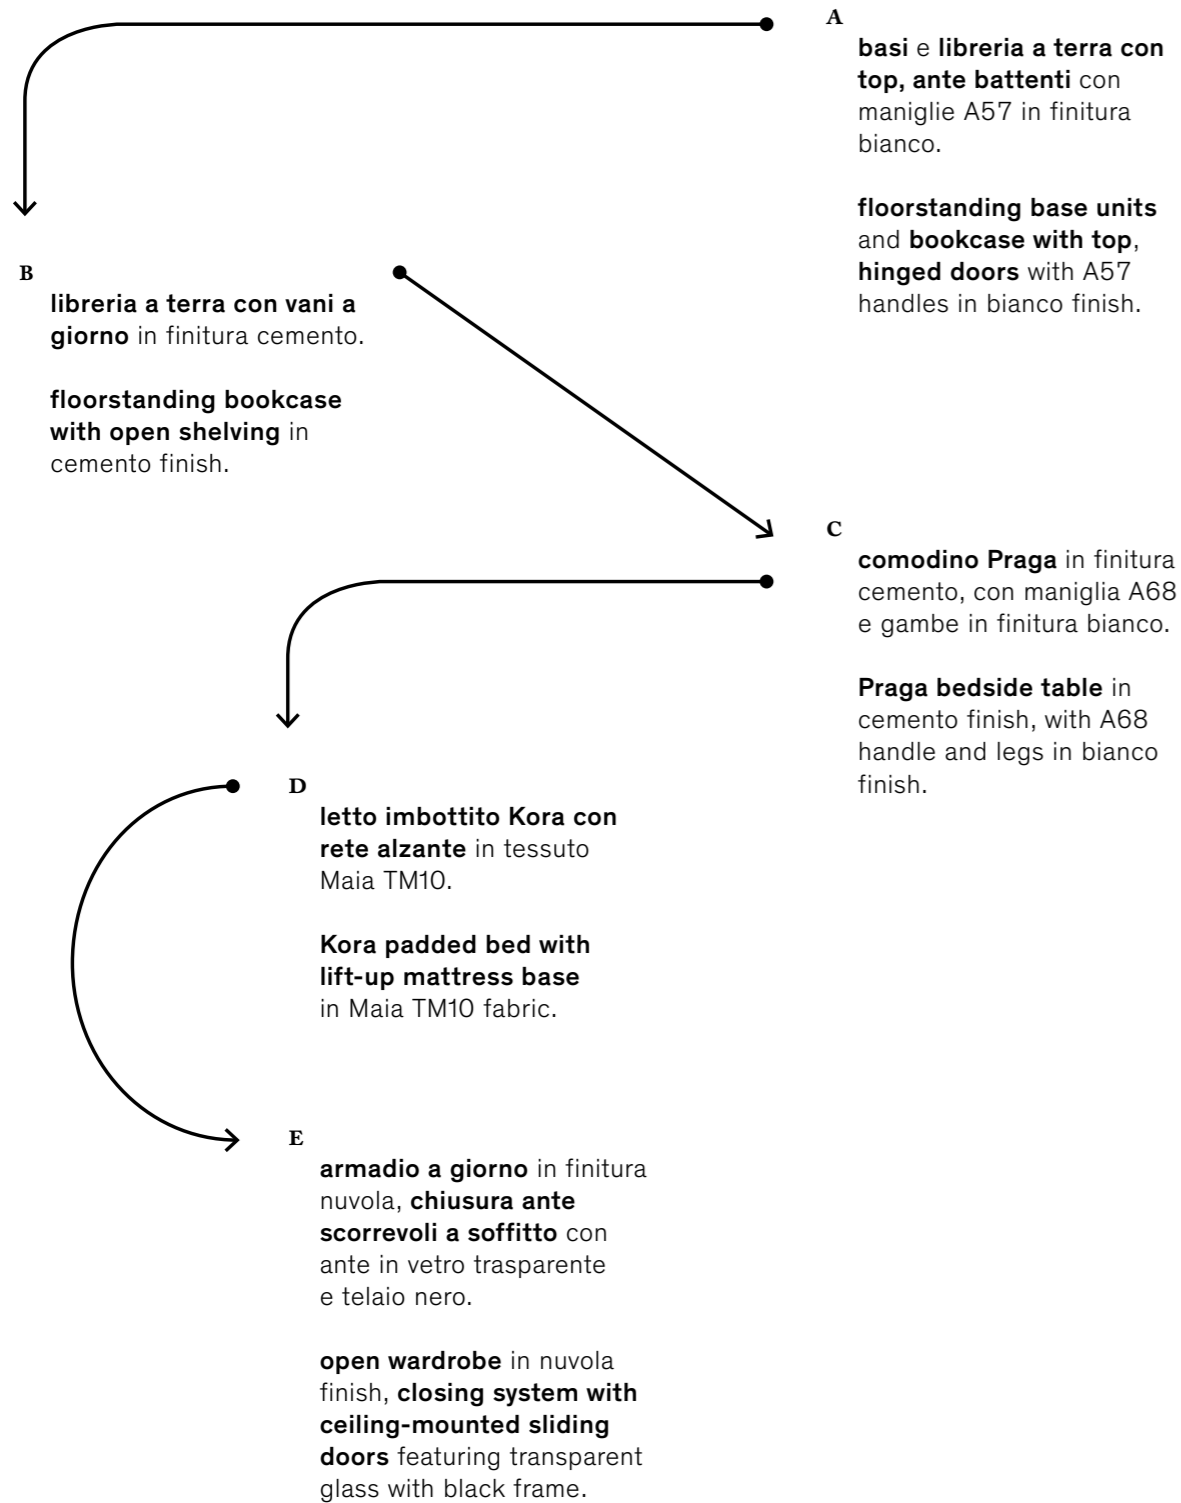 A
basi e libreria a terra con
top, ante battenti con
maniglie A57 in finitura
bianco.
floorstanding base units
and bookcase with top,
hinged doors with A57
handles in bianco finish.
B
libreria a terra con vani a
giorno in finitura cemento.
floorstanding bookcase
with open shelving in
cemento finish.
C
comodino Praga in finitura
cemento, con maniglia A68
e gambe in finitura bianco.
Praga bedside table in
cemento finish, with A68
handle and legs in bianco
finish.
D
letto imbottito Kora con
rete alzante in tessuto
Maia TM10.
Kora padded bed with
lift-up mattress base
in Maia TM10 fabric.
E
armadio a giorno in finitura
nuvola, chiusura ante
scorrevoli a soffitto con
ante in vetro trasparente
e telaio nero.
open wardrobe in nuvola
finish, closing system with
ceiling-mounted sliding
doors featuring transparent
glass with black frame.